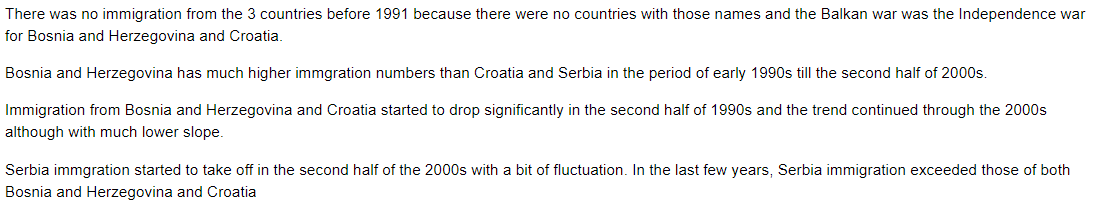 There was no immigration from the 3 countries before 1991 because there were no countries with those names and the Balkan war was the Independence war
for Bosnia and Herzegovina and Croatia.
Bosnia and Herzegovina has much higher immgration numbers than Croatia and Serbia in the period of early 1990s till the second half of 2000s.
Immigration from Bosnia and Herzegovina and Croatia started to drop significantly in the second half of 1990s and the trend continued through the 2000s
although with much lower slope.
Serbia immgration started to take off in the second half of the 2000s with a bit of fluctuation. In the last few years, Serbia immigration exceeded those of both
Bosnia and Herzegovina and Croatia